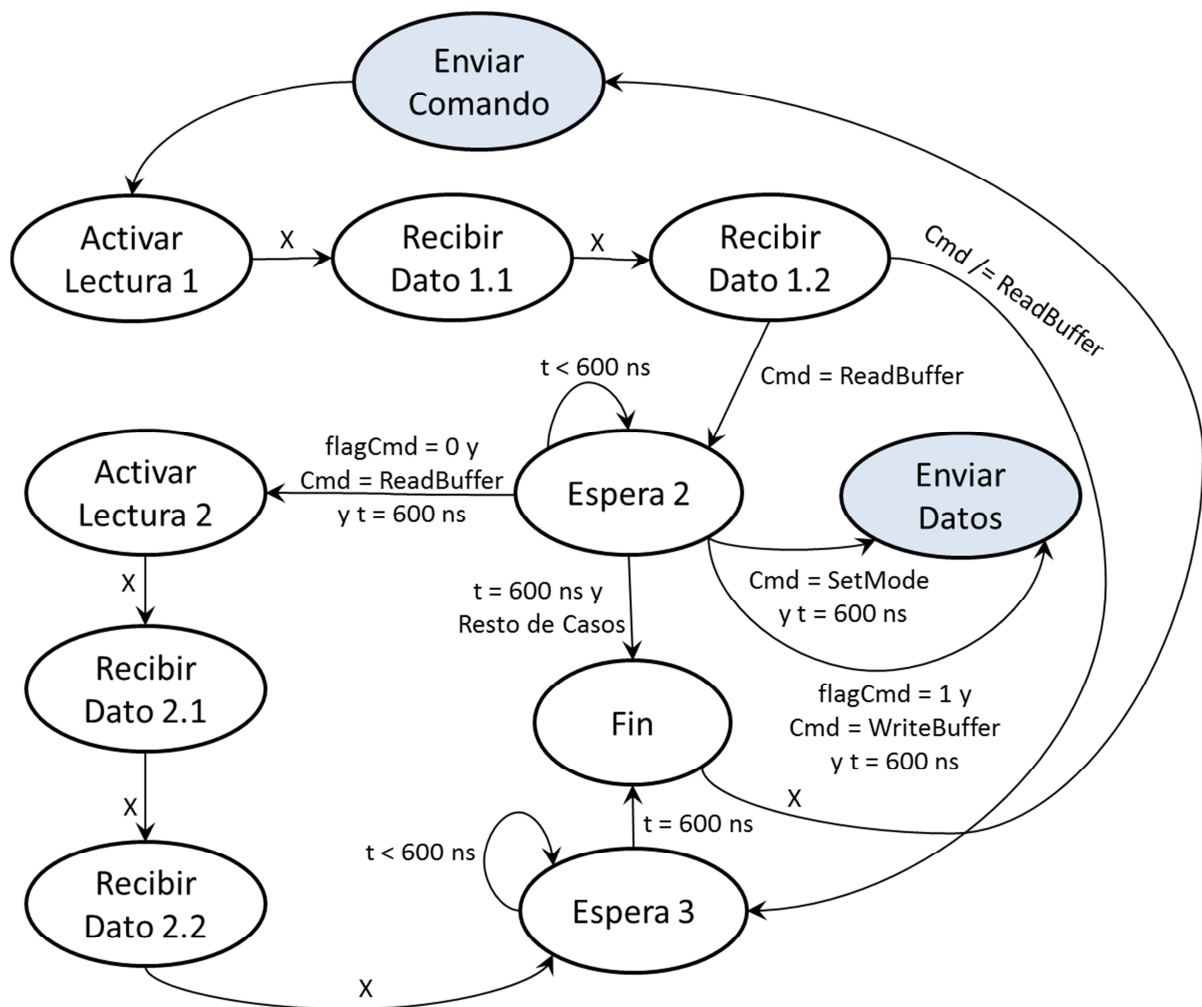 Enviar
Comando
Activar
Lectura 1
X
Recibir
Dato 1.1
X
Recibir
Dato 1.2
Cmd /= ReadBuffer
t < 600 ns
Cmd = ReadBuffer
flagCmd = 0 y
Cmd = ReadBuffer
y t = 600 ns
Activar
Lectura 2
Espera 2
Enviar
Datos
X
t = 600 ns y
Resto de Casos
Cmd = SetMode
y t = 600 ns
Recibir
Dato 2.1
Fin
flagCmd = 1 y
Cmd = WriteBuffer
y t = 600 ns
X
X
t = 600 ns
t < 600 ns
Recibir
Dato 2.2
Espera 3
X